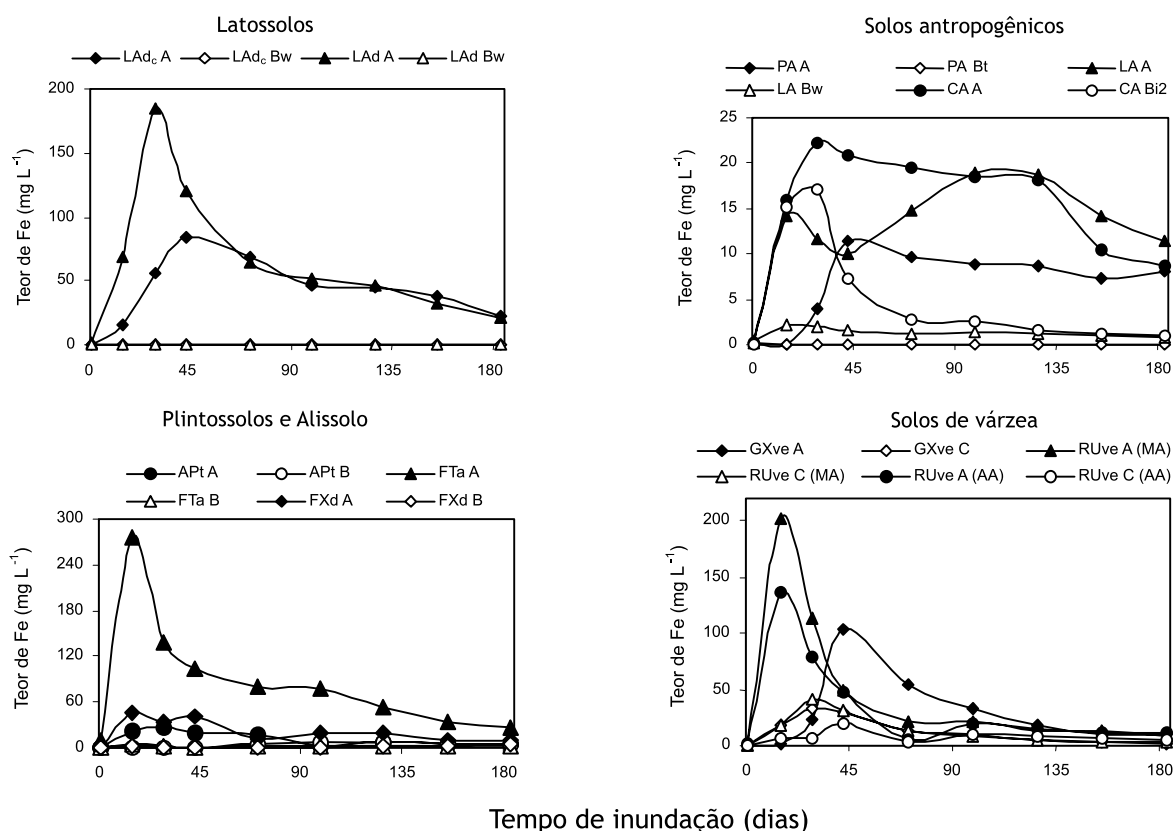 Latossolos
LAdc A LAdc Bw LAd A LAd Bw
Teor de Fe (mg L-1)
200
150
100
50
0
0 45 90 135 180
Solos antropogênicos
PA A PA Bt LA A
LA Bw CA A CA Bi2
Teor de Fe (mg L-1)
25
20
15
10
5
0
0 45 90 135 180
Plintossolos e Alissolo
APt A APt B FTa A
FTa B FXd A FXd B
Teor de Fe (mg L-1)
300
240
180
120
60
0
0 45 90 135 180
Solos de várzea
GXve A GXve C RUve A (MA)
RUve C (MA) RUve A (AA) RUve C (AA)
Teor de Fe (mg L-1)
200
150
100
50
0
0 45 90 135 180
Tempo de inundação (dias)